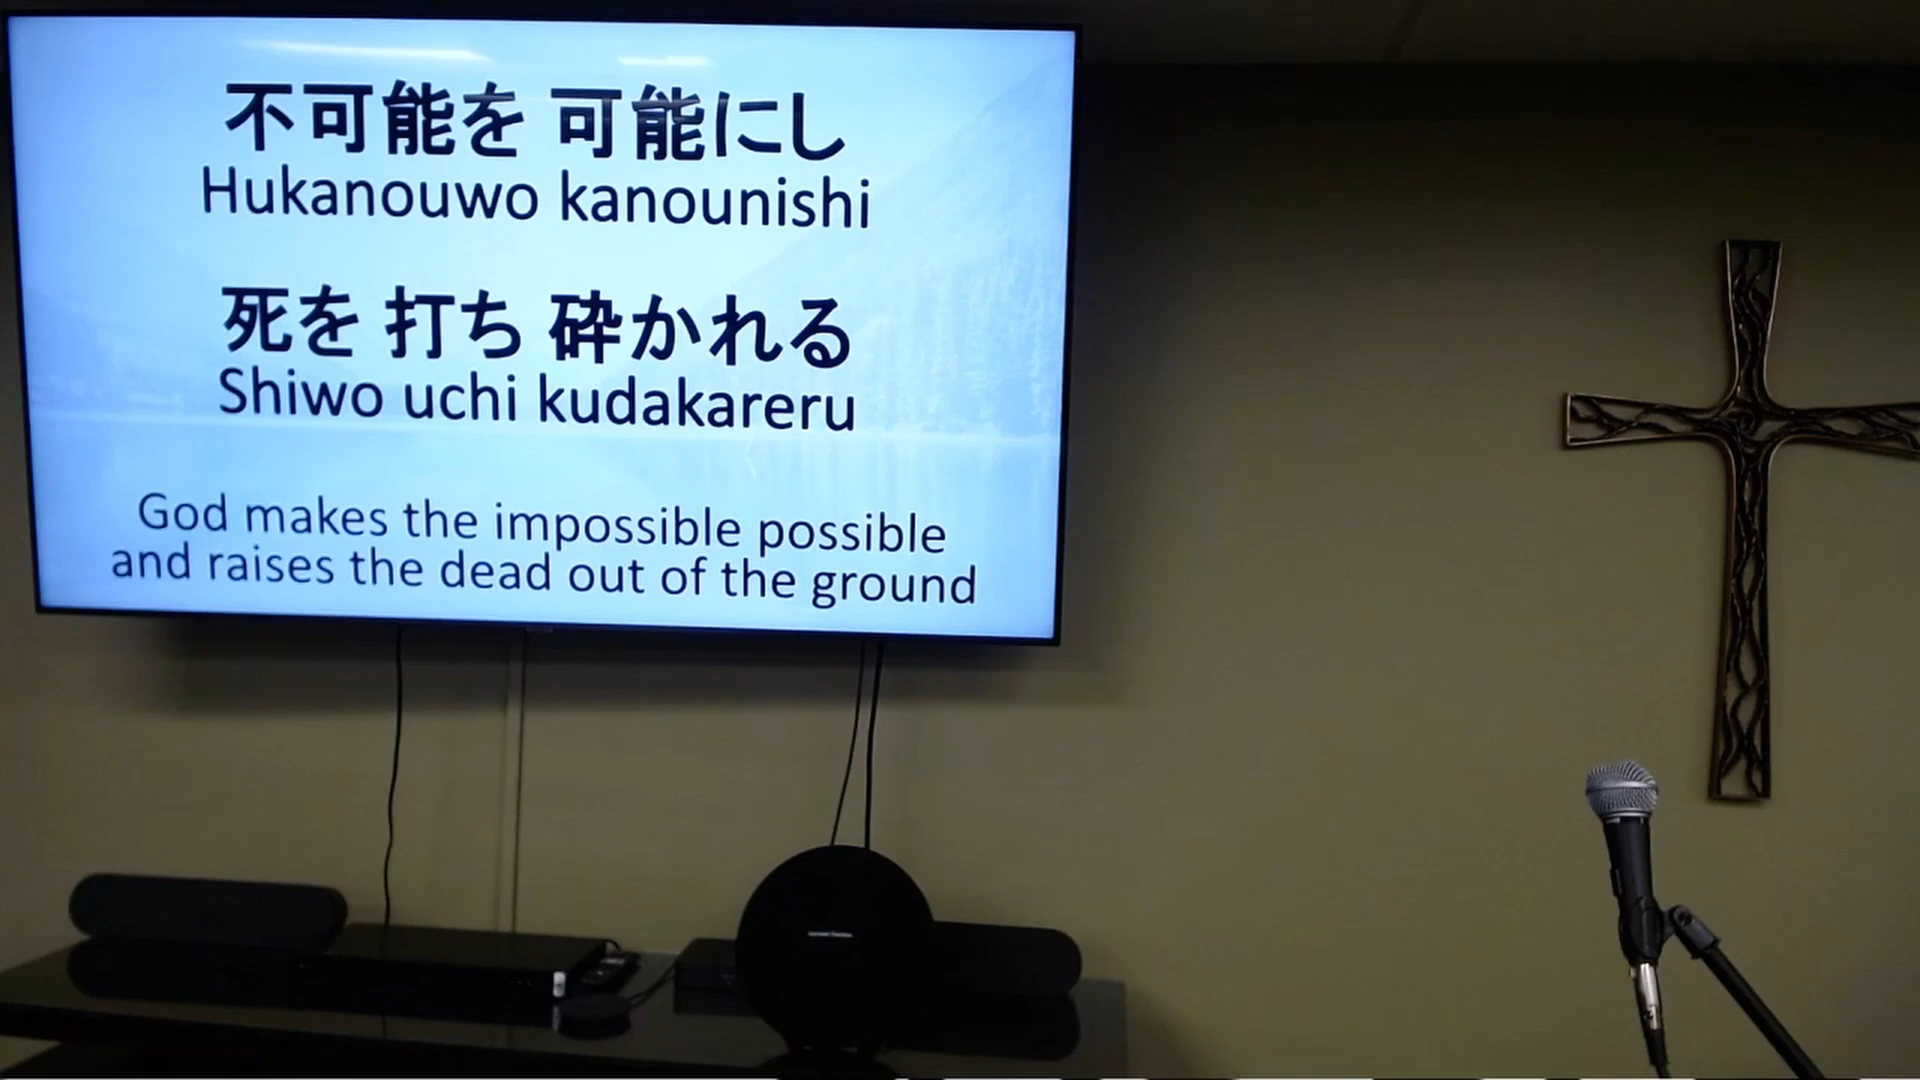 不可能を 可能にし
Hukanouwo kanounishi
死を 打ち 砕かれる
Shiwo uchi kudakareru
God makes the impossible possible
and raises the dead out of the ground